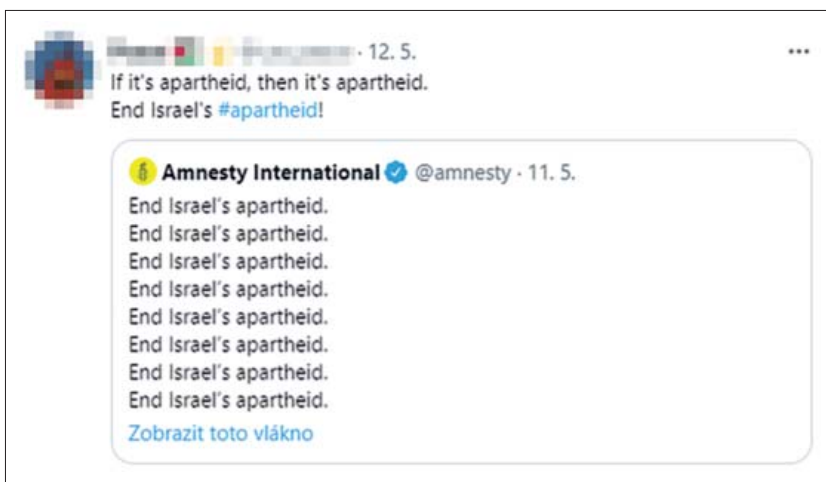 · 12. 5.
If it's apartheid, then it's apartheid.
End Israel's #apartheid!
Amnesty International @amnesty · 11. 5.
End Israel's apartheid.
End Israel's apartheid.
End Israel's apartheid.
End Israel's apartheid.
End Israel's apartheid.
End Israel's apartheid.
End Israel's apartheid.
End Israel's apartheid.
Zobrazit toto vlákno